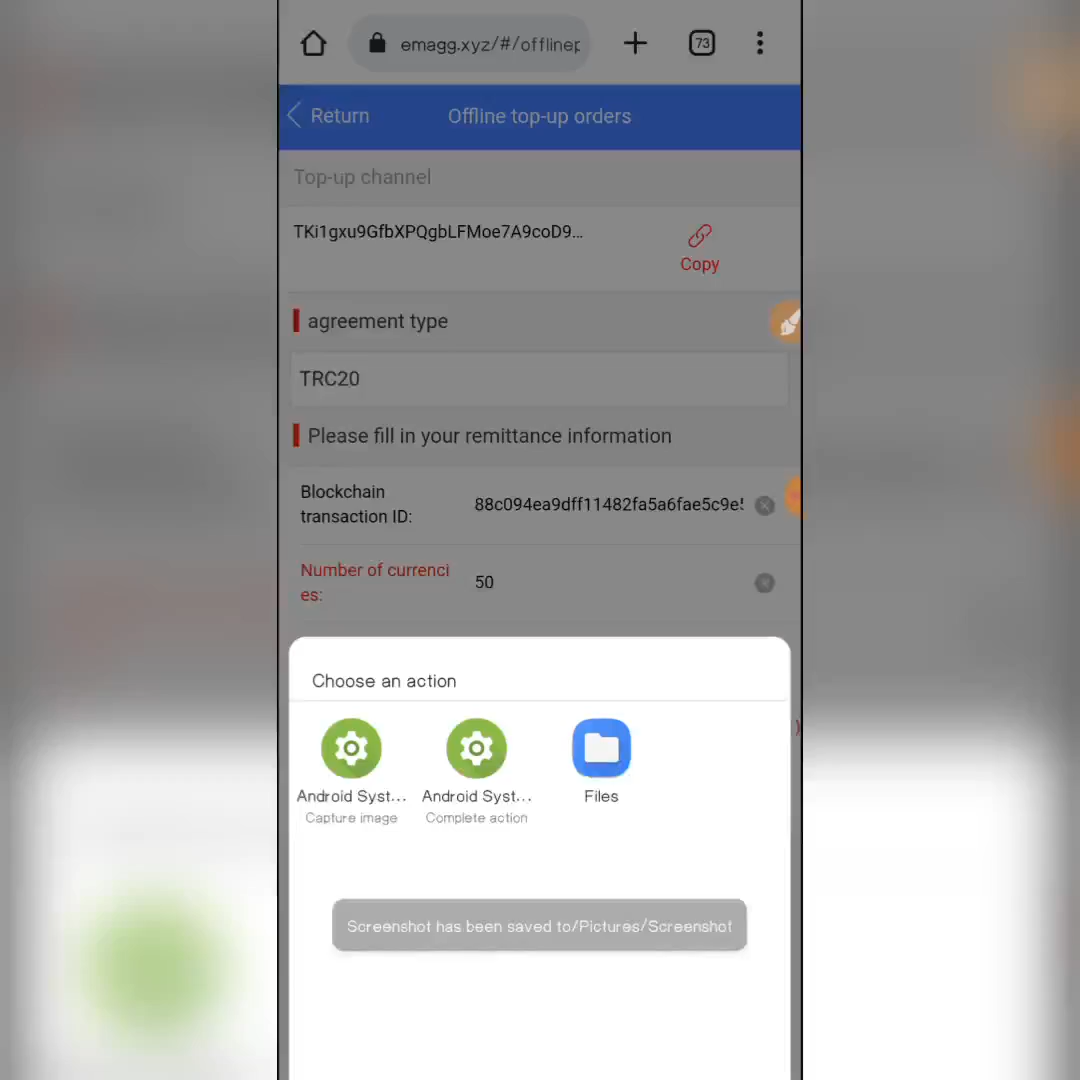 73
emagg.xyz/#/offlinep
Return
Offline top-up orders
Top-up channel
TKi1gxu9GfbXPQgbLFMoe7A9coD9...
Copy
agreement type
TRC20
Please fill in your remittance information
Blockchain
transaction ID:
88c094ea9dff11482fa5a6fae5c9e5
Number of currenci
es:
50
Choose an action
Android Syst...
Capture image
Android Syst...
Complete action
Files
Screenshot has been saved to/Pictures/Screenshot